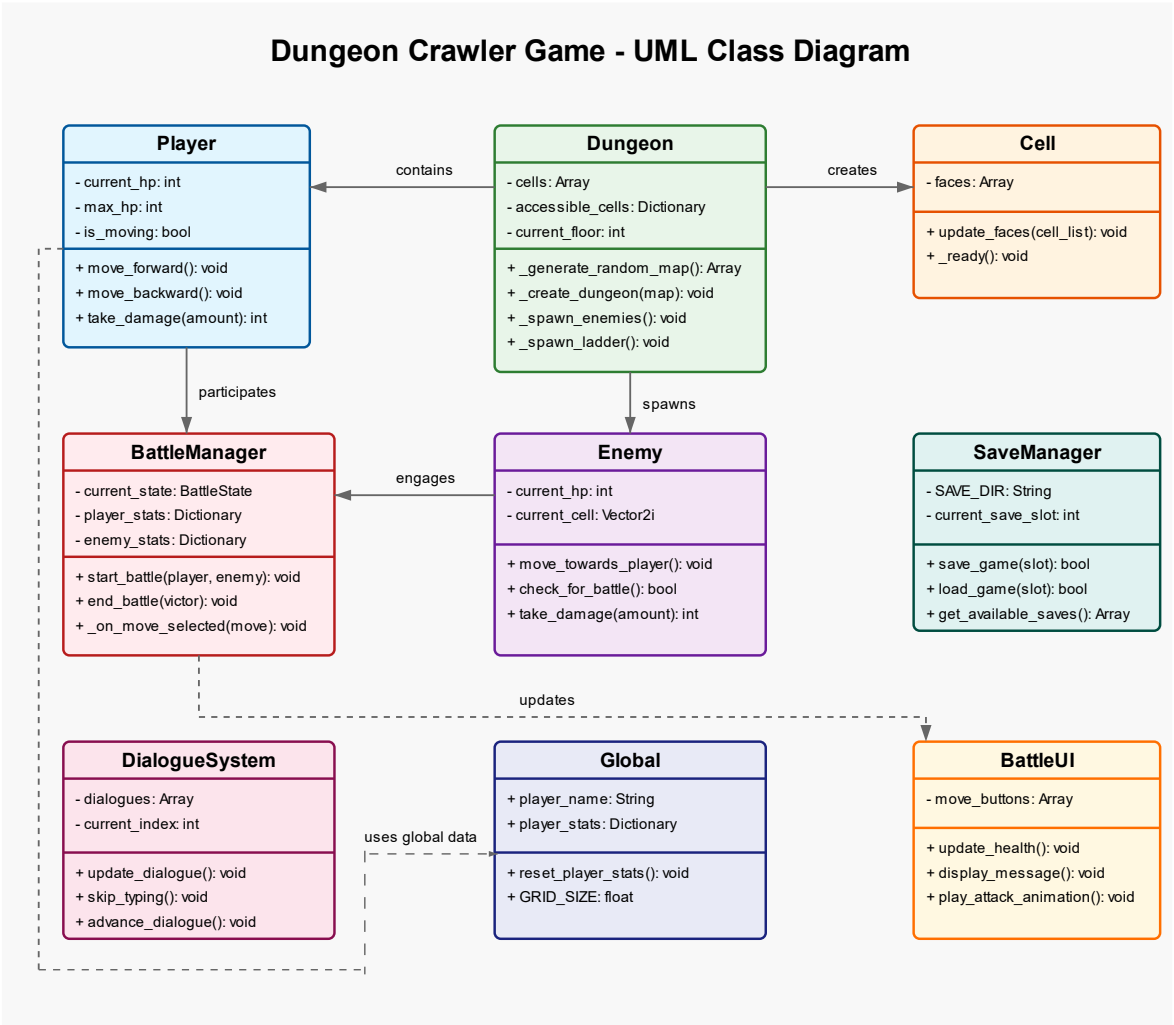 Dungeon Crawler Game - UML Class Diagram
Player
- current_hp: int
- max_hp: int
- is_moving: bool
+ move_forward(): void
+ move_backward(): void
+ take_damage(amount): int
contains
Dungeon
- cells: Array
- accessible_cells: Dictionary
- current_floor: int
+ _generate_random_map(): Array
+ _create_dungeon(map): void
+ _spawn_enemies(): void
+ _spawn_ladder(): void
creates
Cell
- faces: Array
+ update_faces(cell_list): void
+ _ready(): void
participates
spawns
BattleManager
- current_state: BattleState
- player_stats: Dictionary
- enemy_stats: Dictionary
+ start_battle(player, enemy): void
+ end_battle(victor): void
+ _on_move_selected(move): void
engages
Enemy
- current_hp: int
- current_cell: Vector2i
+ move_towards_player(): void
+ check_for_battle(): bool
+ take_damage(amount): int
SaveManager
- SAVE_DIR: String
- current_save_slot: int
+ save_game(slot): bool
+ load_game(slot): bool
+ get_available_saves(): Array
updates
DialogueSystem
- dialogues: Array
- current_index: int
+ update_dialogue(): void
+ skip_typing(): void
+ advance_dialogue(): void
uses global data
Global
+ player_name: String
+ player_stats: Dictionary
+ reset_player_stats(): void
+ GRID_SIZE: float
BattleUI
- move_buttons: Array
+ update_health(): void
+ display_message(): void
+ play_attack_animation(): void